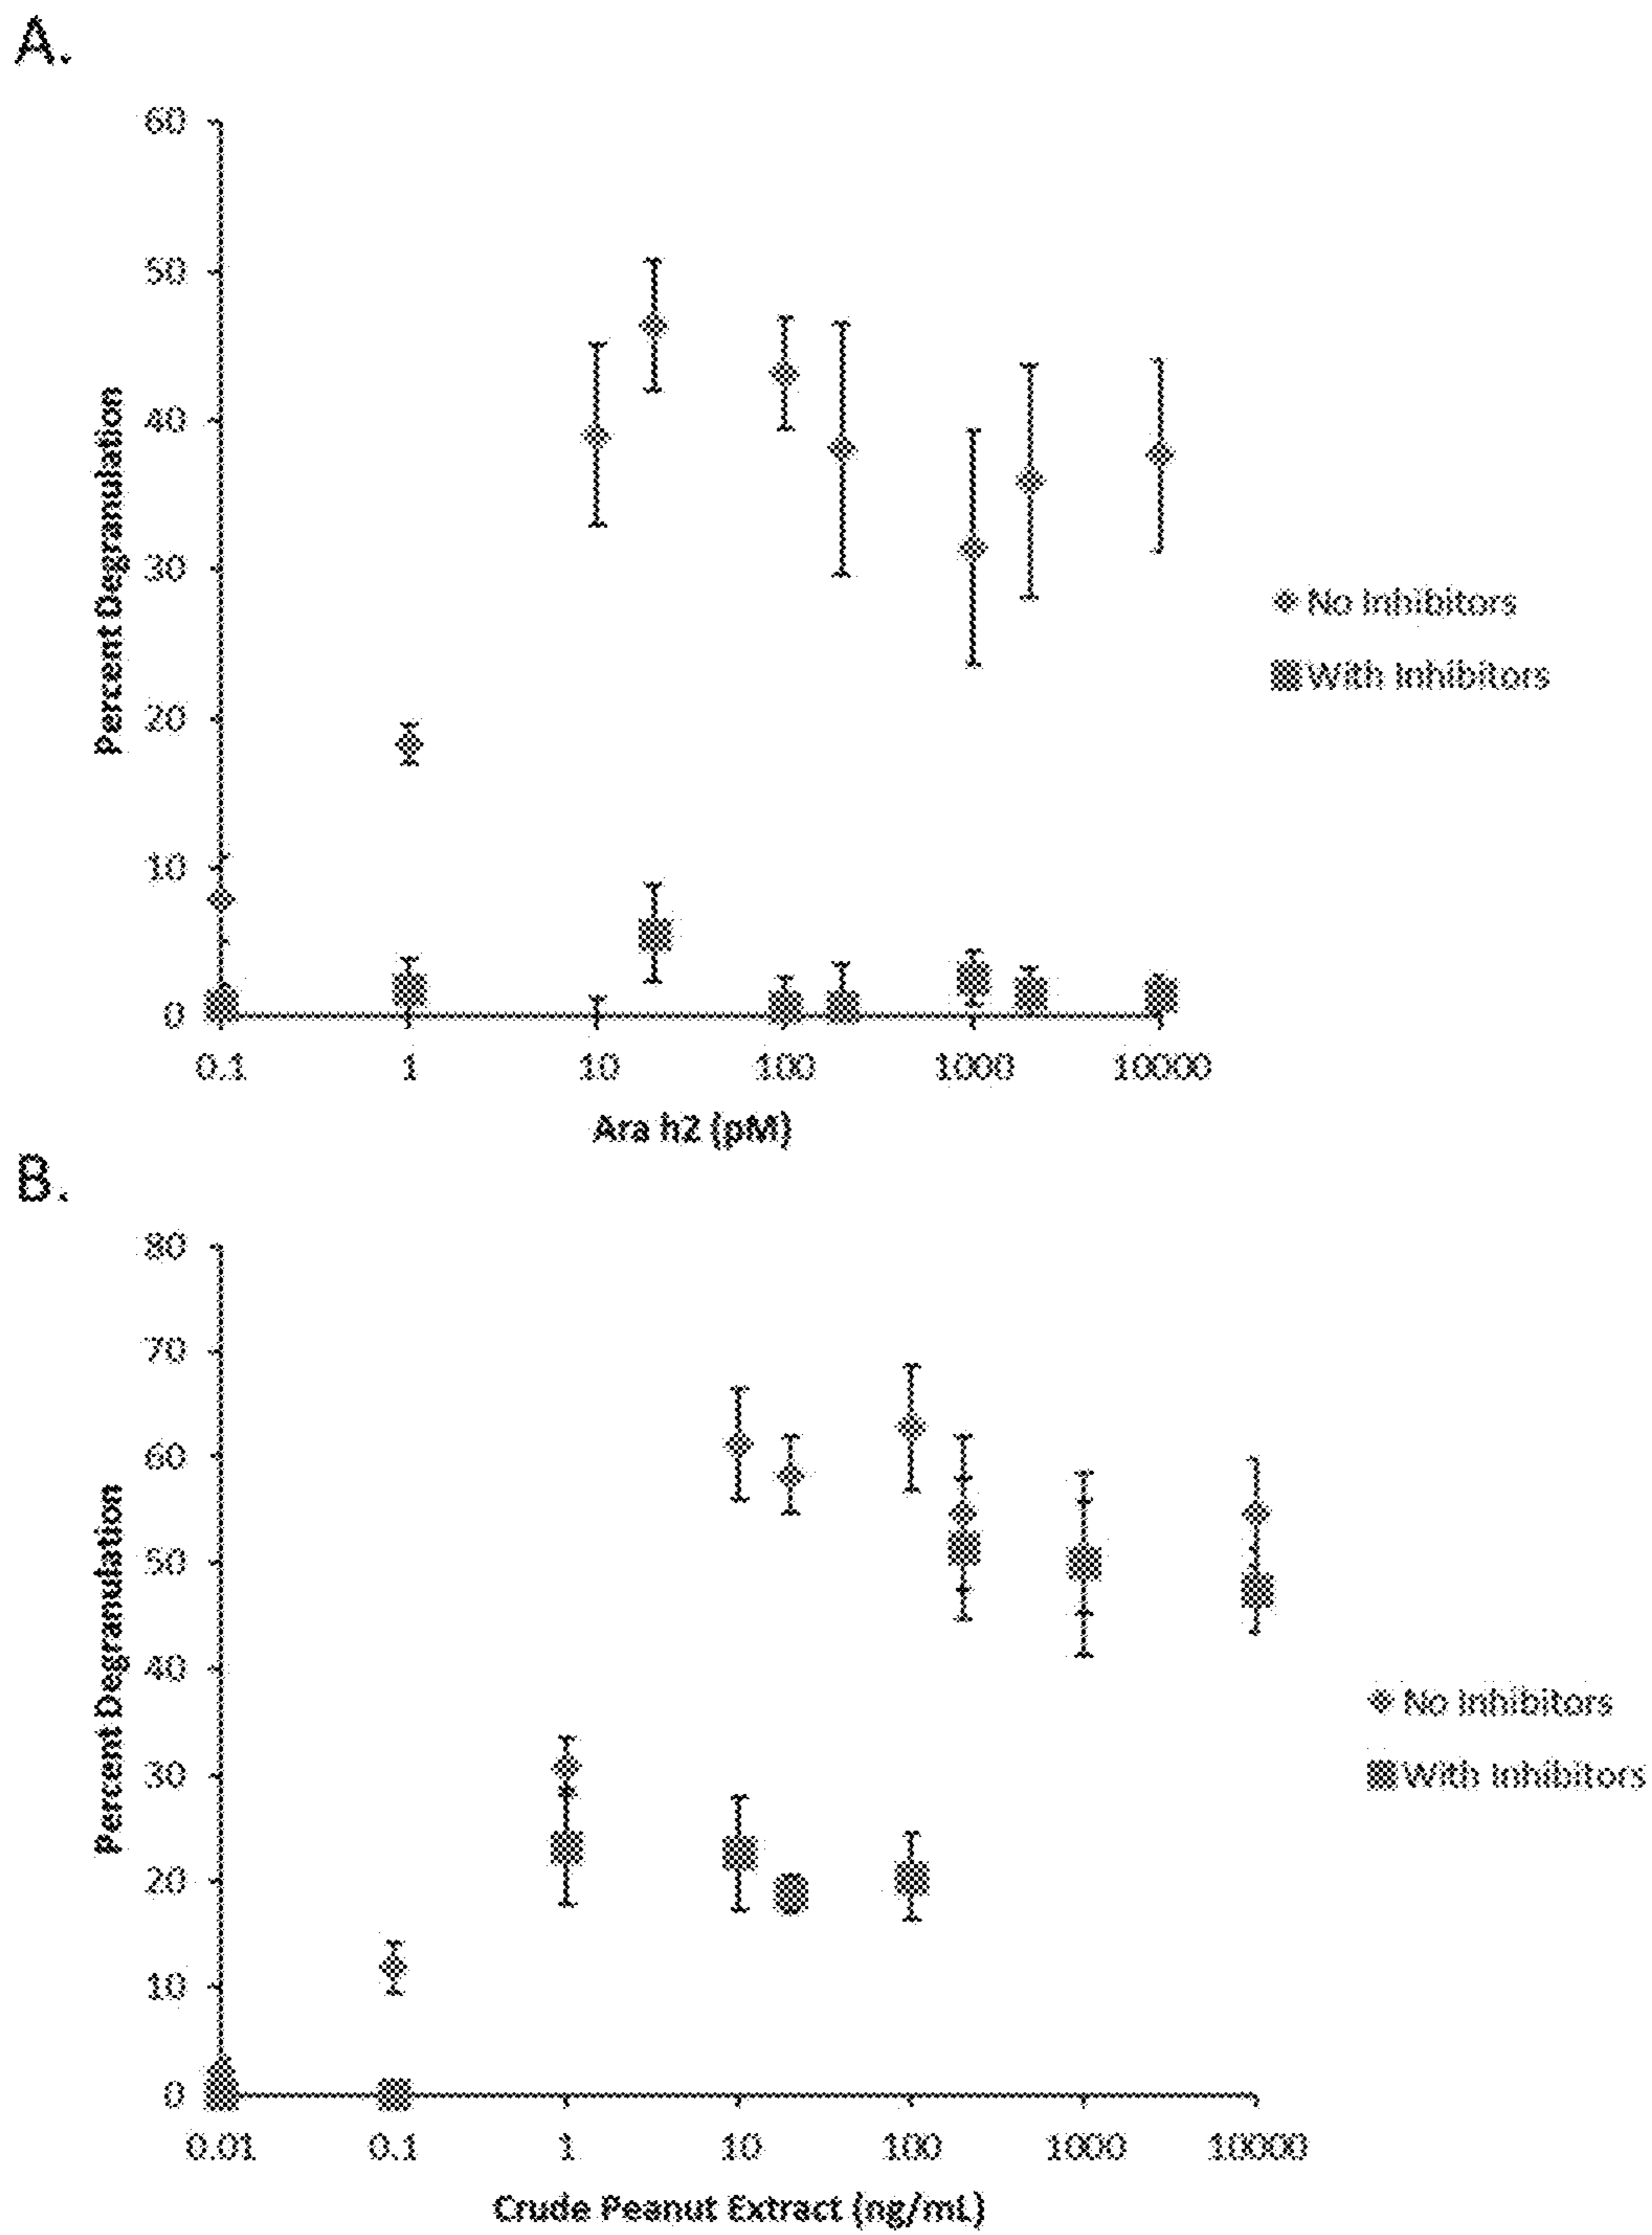 A.
60
50
40
30
20
10
0
Percent Degranulation
0.1 1 10 100 1000 10000
Ara h2 (pM)
No Inhibitors
With Inhibitors
B.
80
70
60
50
40
30
20
10
0
Percent Degranulation
0.01 0.1 1 10 100 1000 10000
Crude Peanut Extract (ng/mL)
No Inhibitors
With Inhibitors